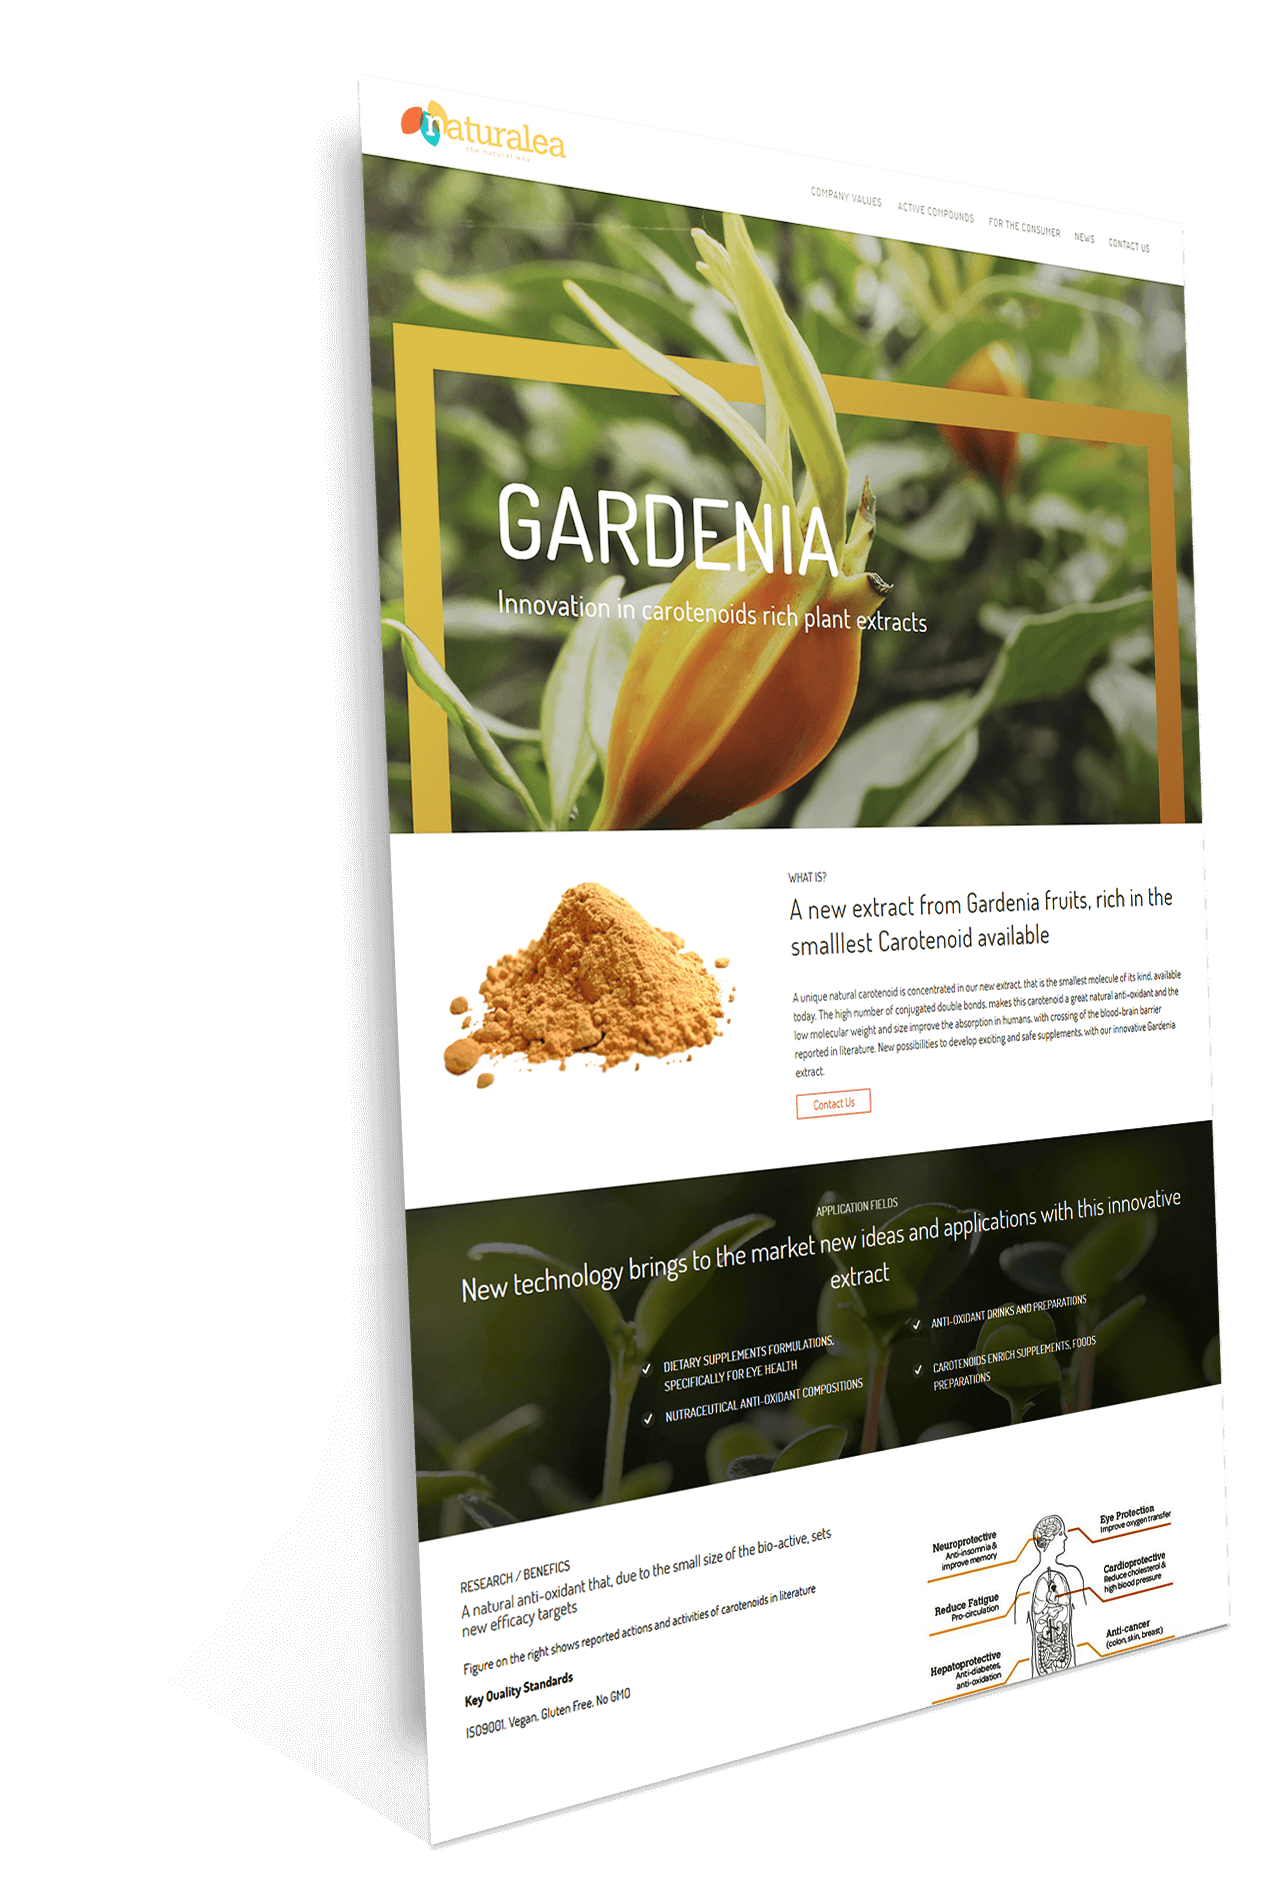 naturalea
the natural way
COMPANY VALUES ACTIVE COMPOUNDS FOR THE CONSUMER NEWS CONTACT US
GARDENIA
Innovation in carotenoids rich plant extracts
WHAT IS?
A new extract from Gardenia fruits, rich in the
smalllest Carotenoid available
A unique natural carotenoid is concentrated in our new extract, that is the smallest molecule of its kind, available
today. The high number of conjugated double bonds, makes this carotenoid a great natural anti-oxidant and the
low molecular weight and size improve the absorption in humans, with crossing of the blood-brain barrier
reported in literature. New possibilities to develop exciting and safe supplements, with our innovative Gardenia
extract.
Contact Us
APPLICATION FIELDS
New technology brings to the market new ideas and applications with this innovative
extract
DIETARY SUPPLEMENTS FORMULATIONS,
SPECIFICALLY FOR EYE HEALTH
NUTRACEUTICAL ANTI-OXIDANT COMPOSITIONS
ANTI-OXIDANT DRINKS AND PREPARATIONS
CAROTENOIDS ENRICH SUPPLEMENTS, FOODS
PREPARATIONS
RESEARCH / BENEFITS
A natural anti-oxidant that, due to the small size of the bio-active, sets
new efficacy targets
Figure on the right shows reported actions and activities of carotenoids in literature
Key Quality Standards
ISO9001, Vegan, Gluten Free, No GMO
Neuroprotective
Anti-insomnia &
improve memory
Reduce Fatigue
Pro-circulation
Hepatoprotective
Anti-diabetes,
anti-oxidation
Eye Protection
Improve oxygen transfer
Cardioprotective
Reduce cholesterol &
high blood pressure
Anti-cancer
(colon, skin, breast)